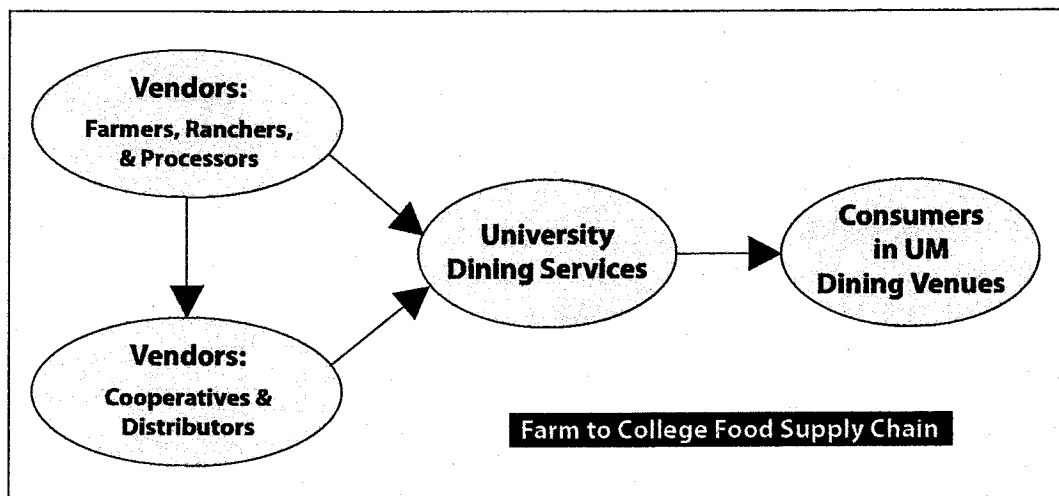 Vendors:
Farmers, Ranchers,
& Processors
University
Dining Services
Consumers
in UM
Dining Venues
Vendors:
Cooperatives &
Distributors
Farm to College Food Supply Chain